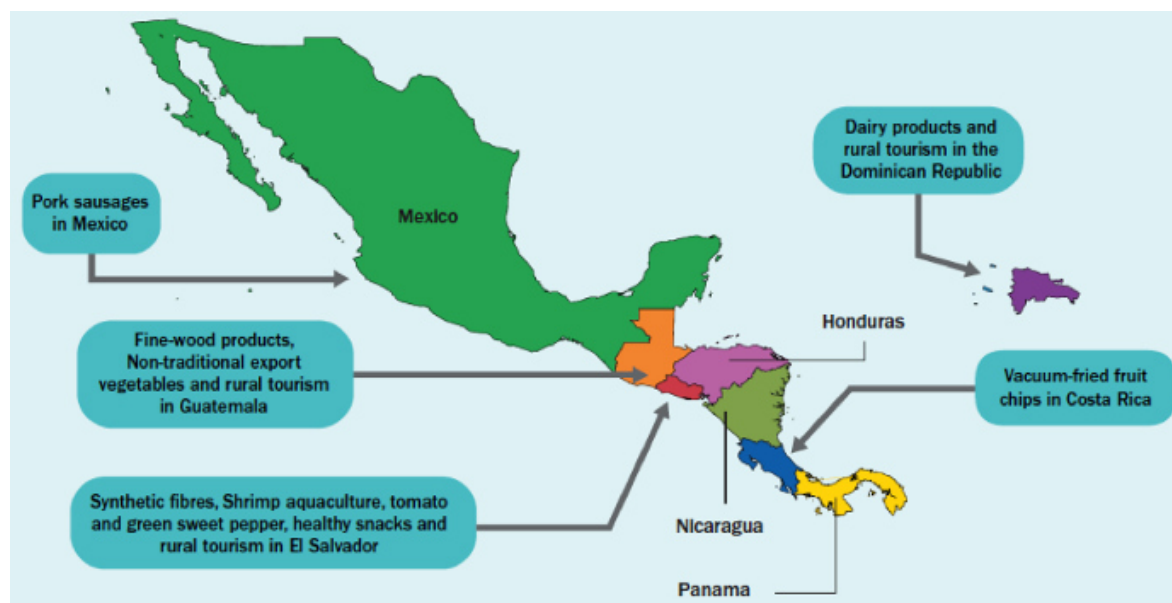 Dairy products and
rural tourism in the
Dominican Republic
Pork sausages
in Mexico
Mexico
Honduras
Fine-wood products,
Non-traditional export
vegetables and rural tourism
in Guatemala
Vacuum-fried fruit
chips in Costa Rica
Synthetic fibres, Shrimp aquaculture, tomato
and green sweet pepper, healthy snacks and
rural tourism in El Salvador
Nicaragua
Panama